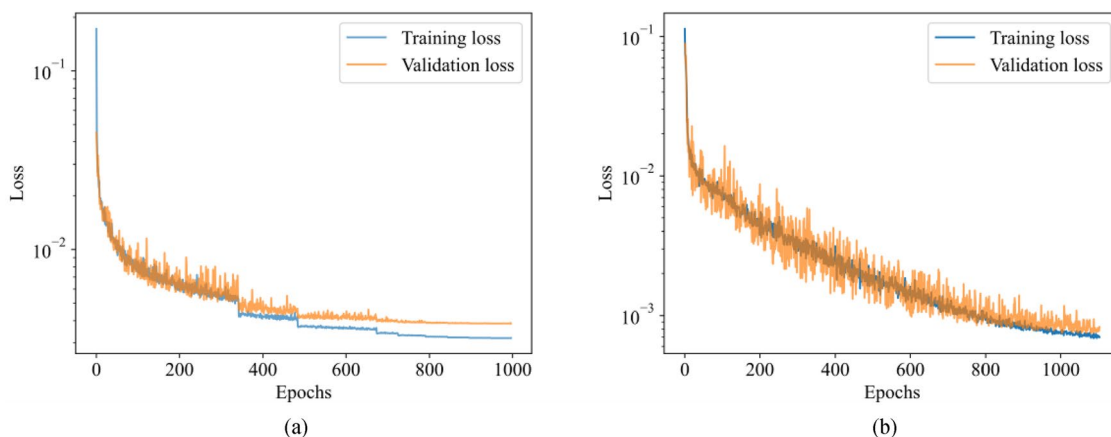 Training loss
Validation loss
10⁻¹
10⁻²
Loss
0 200 400 600 800 1000
Epochs
(a)
Training loss
Validation loss
10⁻¹
10⁻²
10⁻³
Loss
0 200 400 600 800 1000
Epochs
(b)